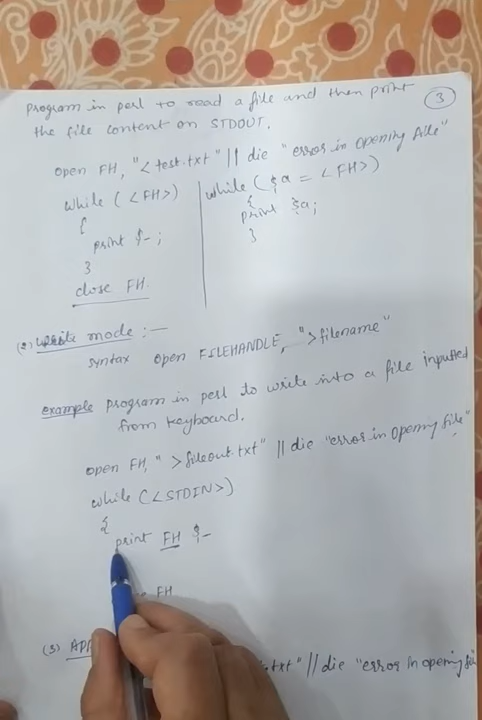 Program in perl to read a file and then print
the file content on STDOUT.
3
open FH, "< test.txt" || die "error in opening file"
while ( <FH>)
{
print $_ ;
}
close FH.
while ( $a = <FH>)
{
print $a;
}
(2) write mode :-
syntax open FILEHANDLE, ">filename"
example Program in perl to write into a file inputted
from keyboard.
open FH, " > fileout.txt" || die "error in opening file"
while (<STDIN>)
{
print FH $_
FH
(3)
txt" || die "error in opening